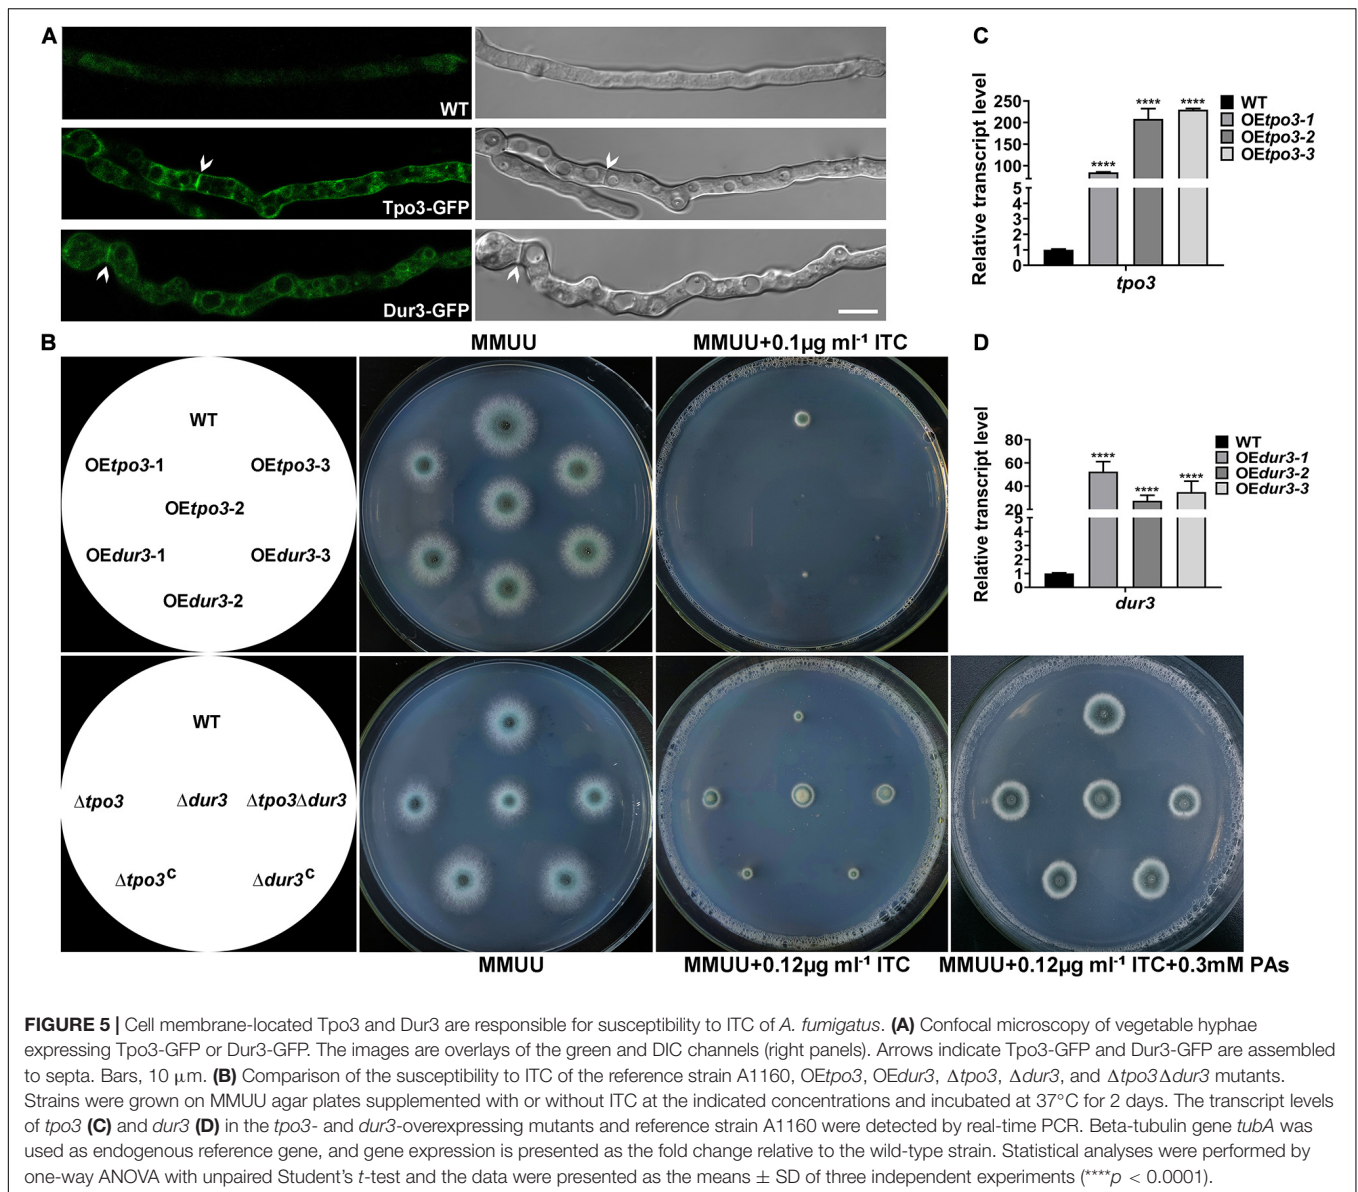 A
WT
Tpo3-GFP
Dur3-GFP
B
MMUU
MMUU+0.1µg ml⁻¹ ITC
WT
OEtpo3-1
OEtpo3-3
OEtpo3-2
OEdur3-1
OEdur3-3
OEdur3-2
WT
Δtpo3
Δdur3
Δtpo3Δdur3
Δtpo3ᶜ
Δdur3ᶜ
MMUU
MMUU+0.12µg ml⁻¹ ITC
MMUU+0.12µg ml⁻¹ ITC+0.3mM PAs
C
Relative transcript level
250
200
150
100
5
4
3
2
1
0
****
****
****
tpo3
WT
OEtpo3-1
OEtpo3-2
OEtpo3-3
D
Relative transcript level
80
60
40
20
5
4
3
2
1
0
****
****
****
dur3
WT
OEdur3-1
OEdur3-2
OEdur3-3
FIGURE 5 | Cell membrane-located Tpo3 and Dur3 are responsible for susceptibility to ITC of A. fumigatus. (A) Confocal microscopy of vegetable hyphae
expressing Tpo3-GFP or Dur3-GFP. The images are overlays of the green and DIC channels (right panels). Arrows indicate Tpo3-GFP and Dur3-GFP are assembled
to septa. Bars, 10 µm. (B) Comparison of the susceptibility to ITC of the reference strain A1160, OEtpo3, OEdur3, Δtpo3, Δdur3, and Δtpo3Δdur3 mutants.
Strains were grown on MMUU agar plates supplemented with or without ITC at the indicated concentrations and incubated at 37°C for 2 days. The transcript levels
of tpo3 (C) and dur3 (D) in the tpo3- and dur3-overexpressing mutants and reference strain A1160 were detected by real-time PCR. Beta-tubulin gene tubA was
used as endogenous reference gene, and gene expression is presented as the fold change relative to the wild-type strain. Statistical analyses were performed by
one-way ANOVA with unpaired Student's t-test and the data were presented as the means ± SD of three independent experiments (****p < 0.0001).